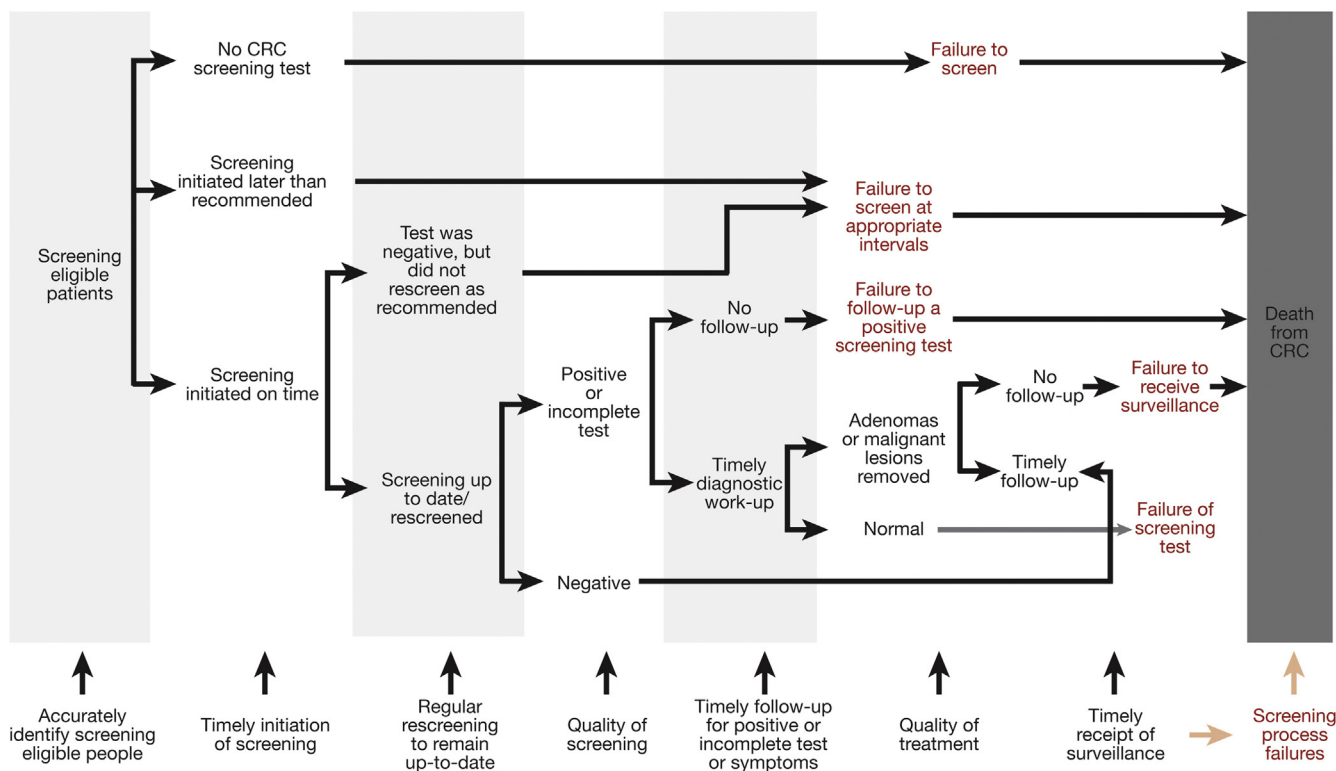 No CRC
screening test
Failure to
screen
Screening
initiated later than
recommended
Failure to
screen at
appropriate
intervals
Screening
eligible
patients
Test was
negative, but
did not
rescreen as
recommended
No
follow-up
Failure to
follow-up a
positive
screening test
Death
from
CRC
Screening
initiated on time
Positive
or
incomplete
test
No
follow-up
Failure to
receive
surveillance
Adenomas
or malignant
lesions
removed
Screening up
to date/
rescreened
Timely
diagnostic
work-up
Timely
follow-up
Normal
Failure of
screening
test
Negative
Accurately
identify screening
eligible people
Timely initiation
of screening
Regular
rescreening
to remain
up-to-date
Quality of
screening
Timely follow-up
for positive or
incomplete test
or symptoms
Quality of
treatment
Timely
receipt of
surveillance
Screening
process
failures